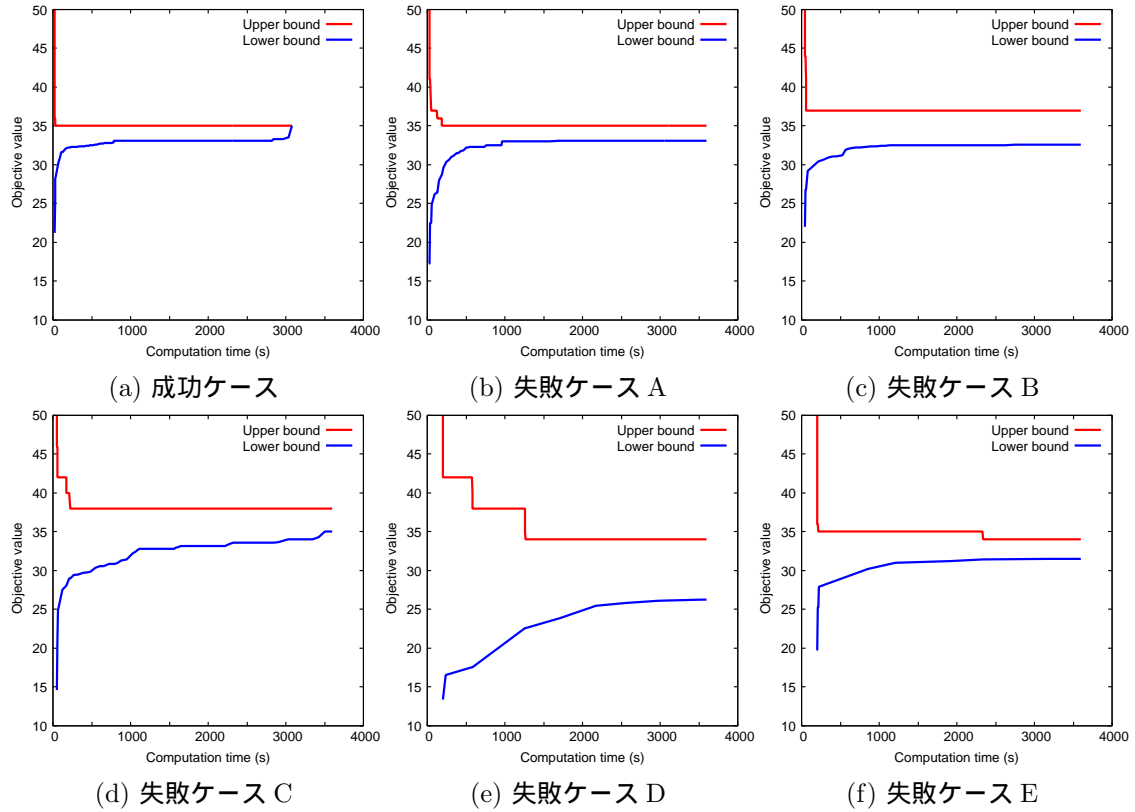 50
45
40
35
30
25
20
15
10
Objective value
Upper bound
Lower bound
0 1000 2000 3000 4000
Computation time (s)
(a) 成功ケース
50
45
40
35
30
25
20
15
10
Objective value
Upper bound
Lower bound
0 1000 2000 3000 4000
Computation time (s)
(b) 失敗ケース A
50
45
40
35
30
25
20
15
10
Objective value
Upper bound
Lower bound
0 1000 2000 3000 4000
Computation time (s)
(c) 失敗ケース B
50
45
40
35
30
25
20
15
10
Objective value
Upper bound
Lower bound
0 1000 2000 3000 4000
Computation time (s)
(d) 失敗ケース C
50
45
40
35
30
25
20
15
10
Objective value
Upper bound
Lower bound
0 1000 2000 3000 4000
Computation time (s)
(e) 失敗ケース D
50
45
40
35
30
25
20
15
10
Objective value
Upper bound
Lower bound
0 1000 2000 3000 4000
Computation time (s)
(f) 失敗ケース E